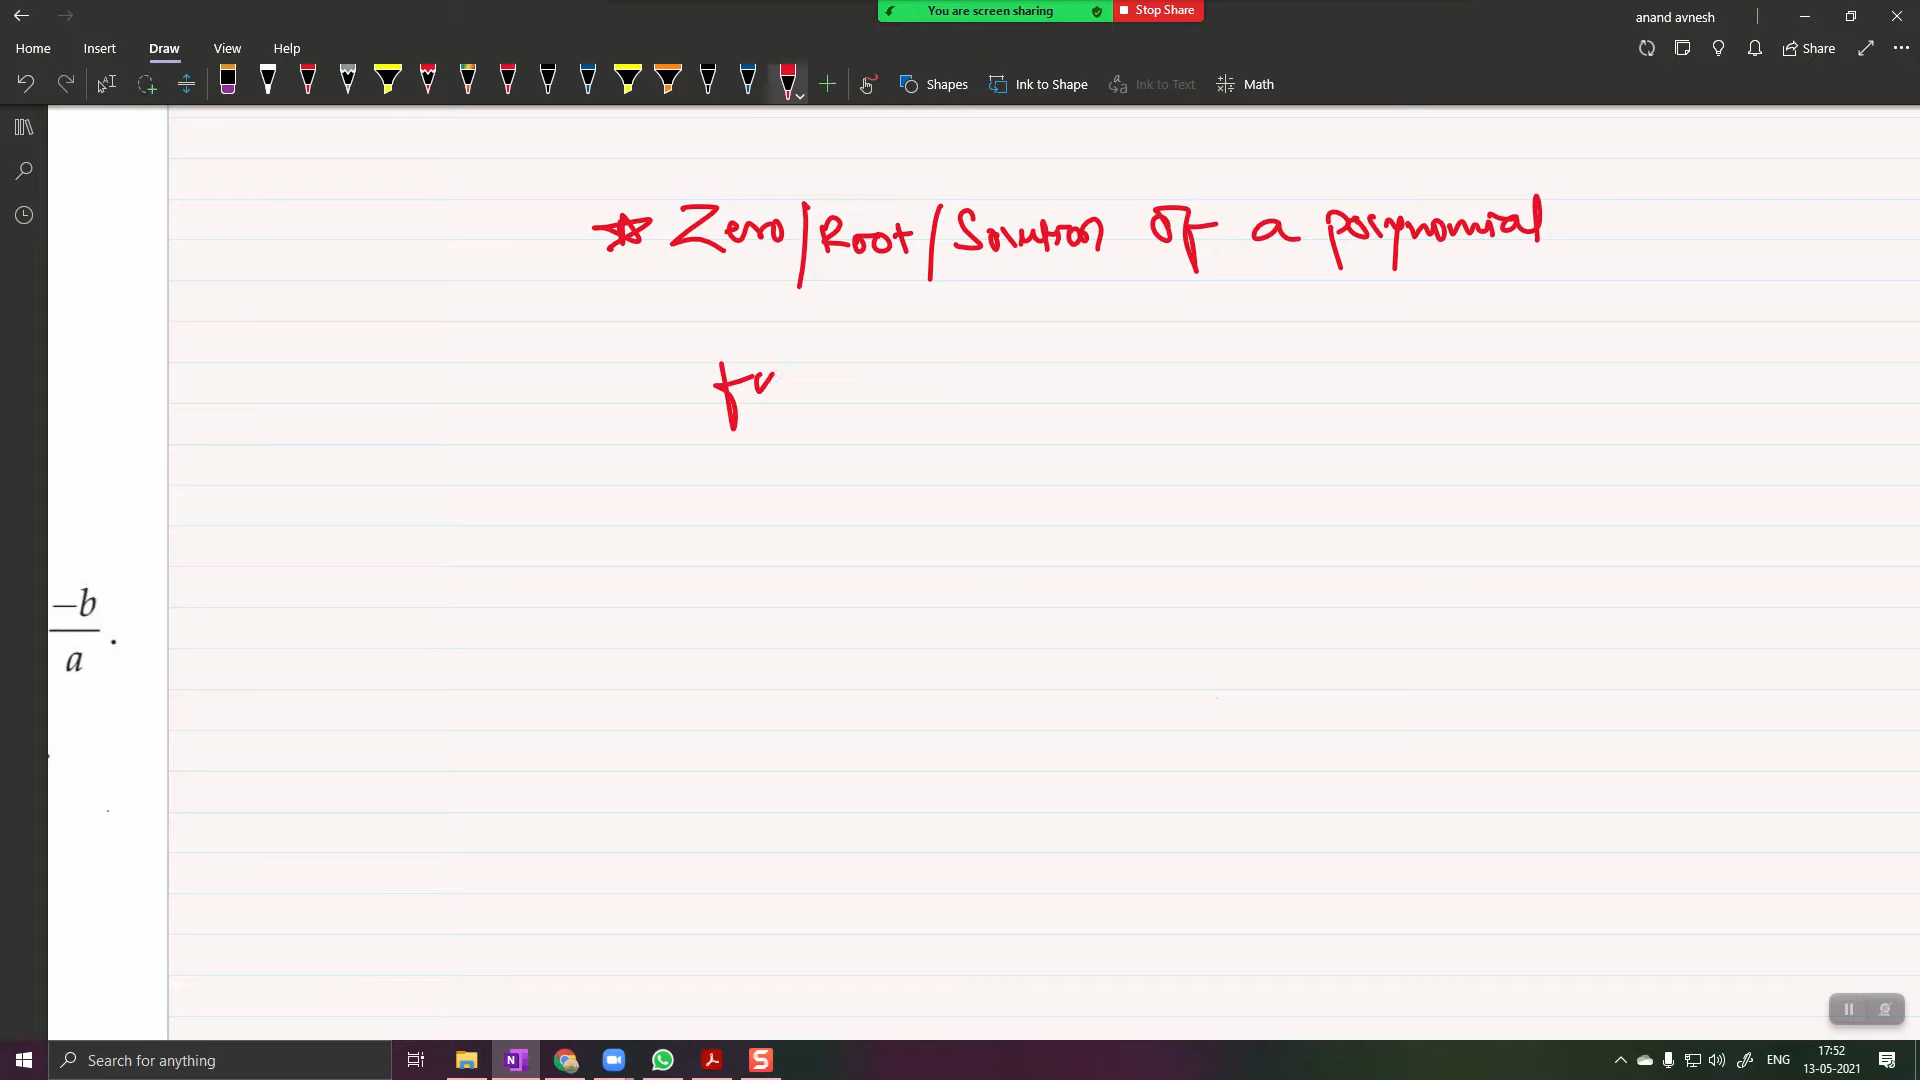 You are screen sharing
Stop Share
anand avnesh
Home Insert Draw View Help
Share
Shapes Ink to Shape Ink to Text Math
☆ Zero/Root/Solution of a polynomial
-b
a .
N
S
Search for anything
ENG
17:52
13-05-2021